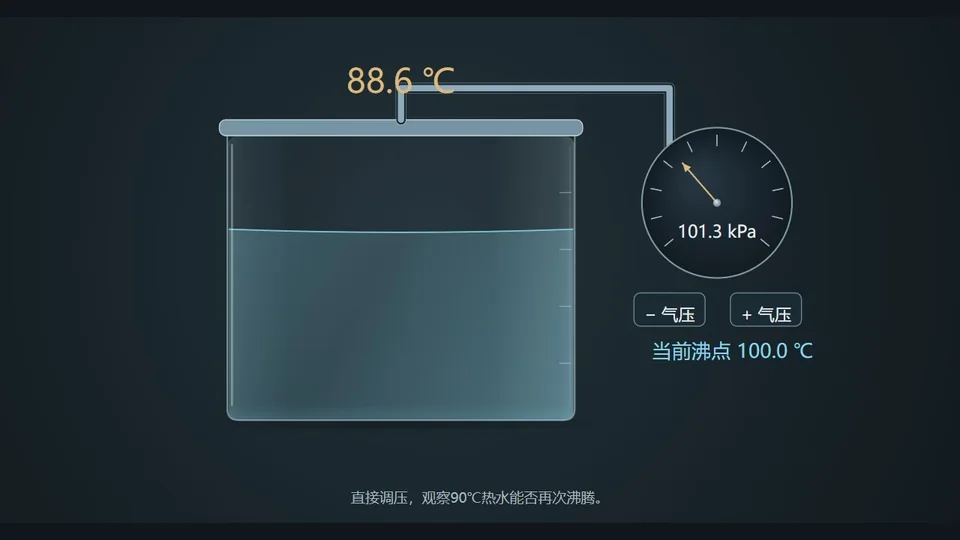 88.6 ℃
101.3 kPa
− 气压
+ 气压
当前沸点 100.0 ℃
直接调压，观察90℃热水能否再次沸腾。